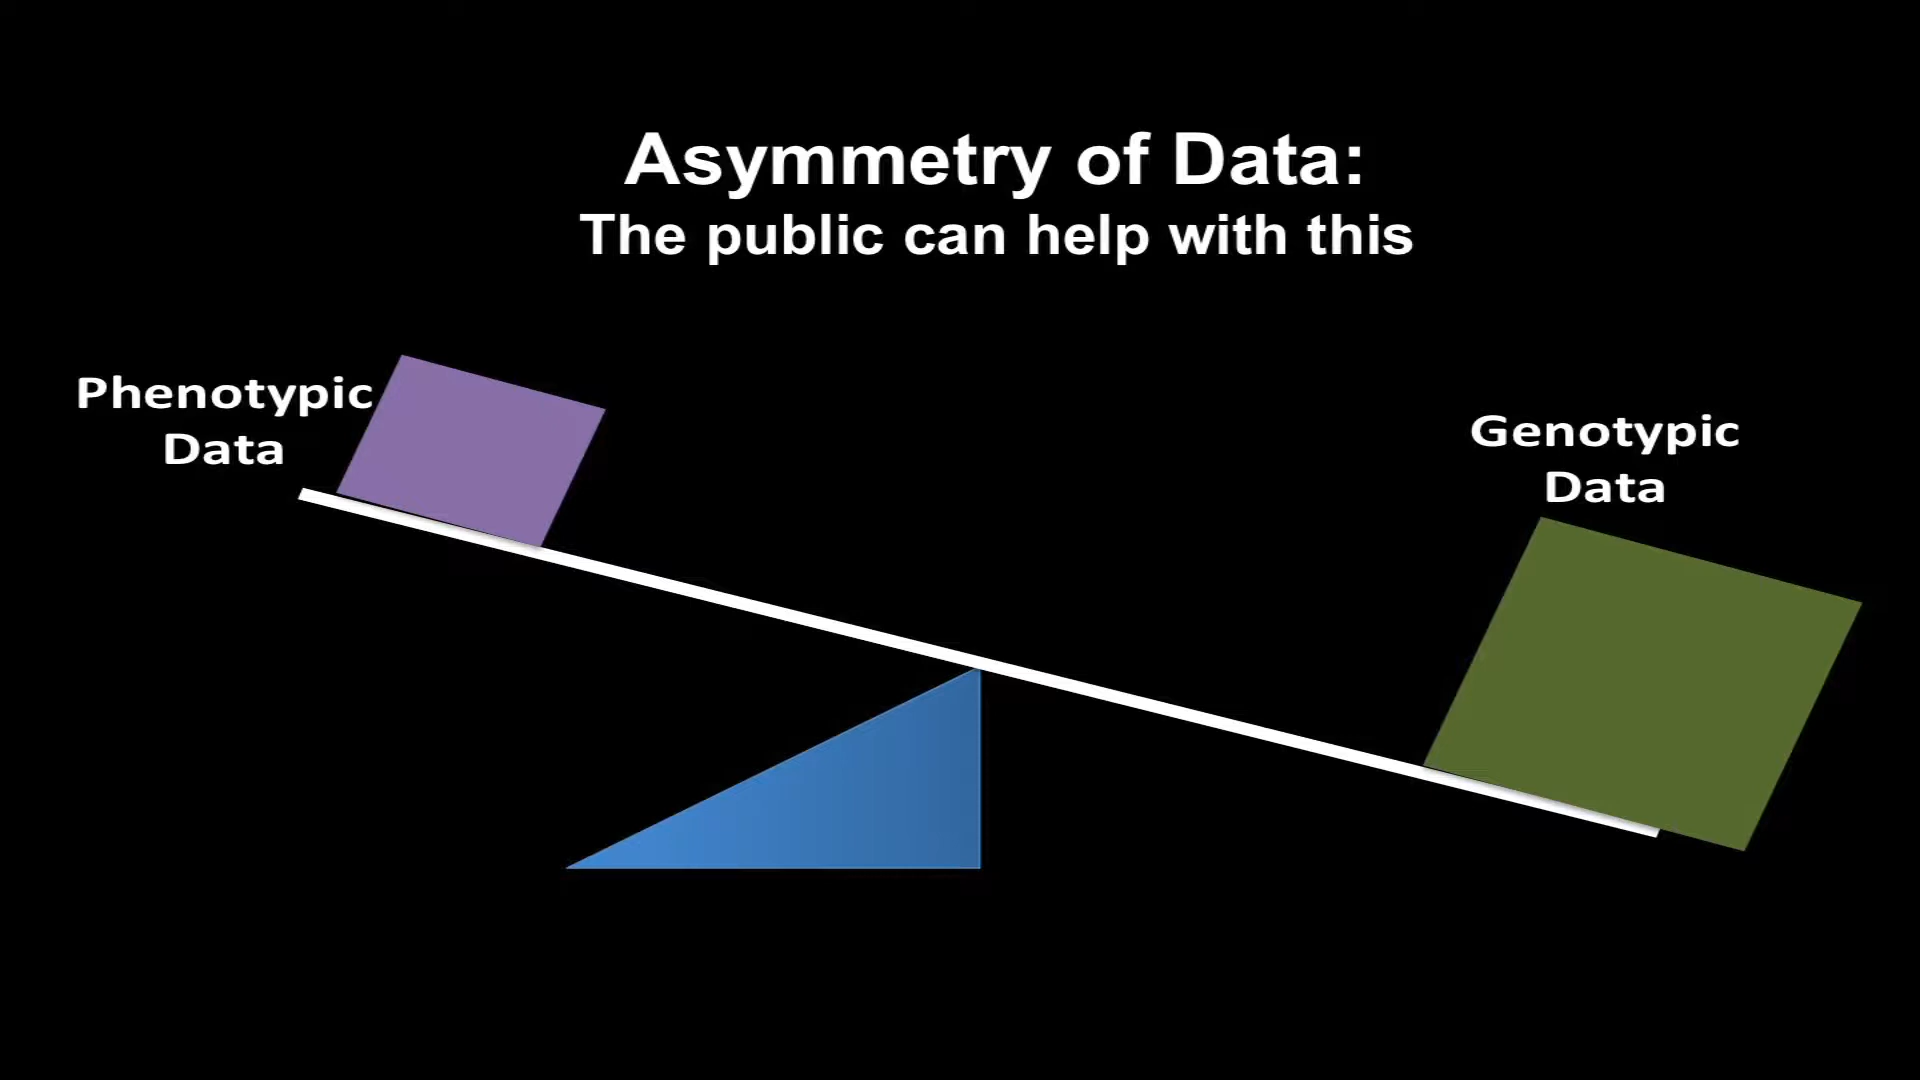 Asymmetry of Data:
The public can help with this
Phenotypic
Data
Genotypic
Data